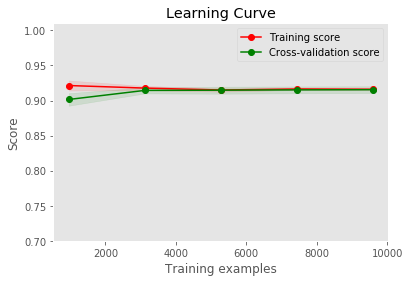 Learning Curve
Training score
Cross-validation score
1.00
0.95
0.90
0.85
0.80
0.75
0.70
Score
2000
4000
6000
8000
10000
Training examples